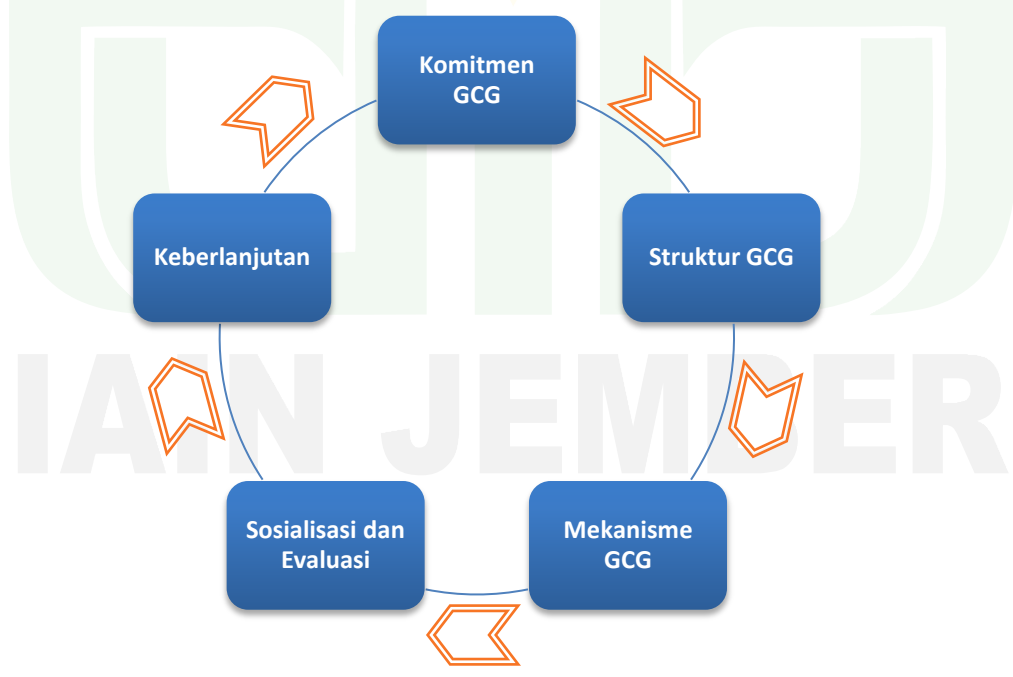 Komitmen
GCG
Struktur GCG
Mekanisme
GCG
Sosialisasi dan
Evaluasi
Keberlanjutan
IAIN JEMBER